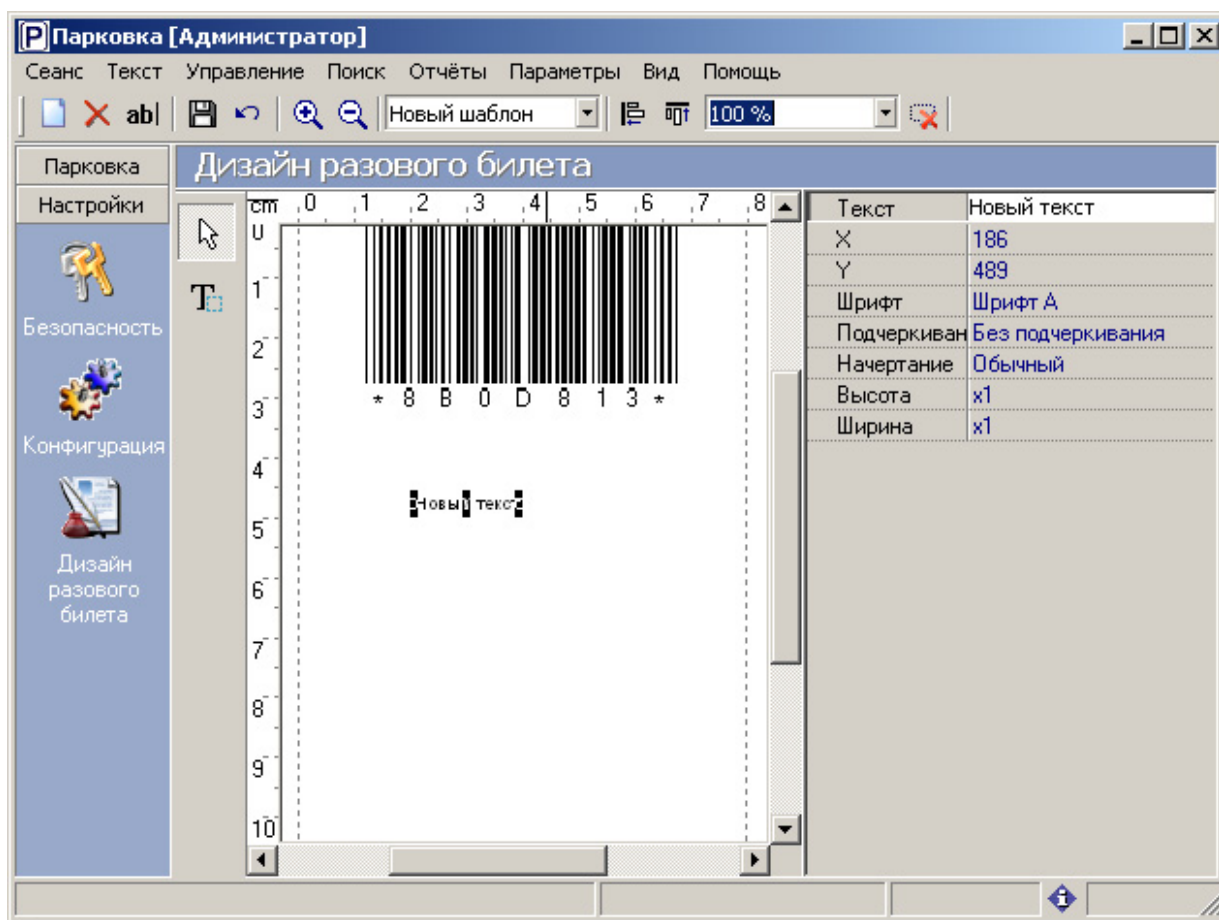 Парковка [Администратор]
Сеанс Текст Управление Поиск Отчёты Параметры Вид Помощь
ab| Новый шаблон 100 %
Парковка
Настройки
Безопасность
Конфигурация
Дизайн
разового
билета
Дизайн разового билета
cm 0 1 2 3 4 5 6 7 8
0
1
2
3
4
5
6
7
8
9
10
T
* 8 B 0 D 8 1 3 *
Новый текст
Текст Новый текст
X 186
Y 489
Шрифт Шрифт А
Подчеркиван Без подчеркивания
Начертание Обычный
Высота x1
Ширина x1